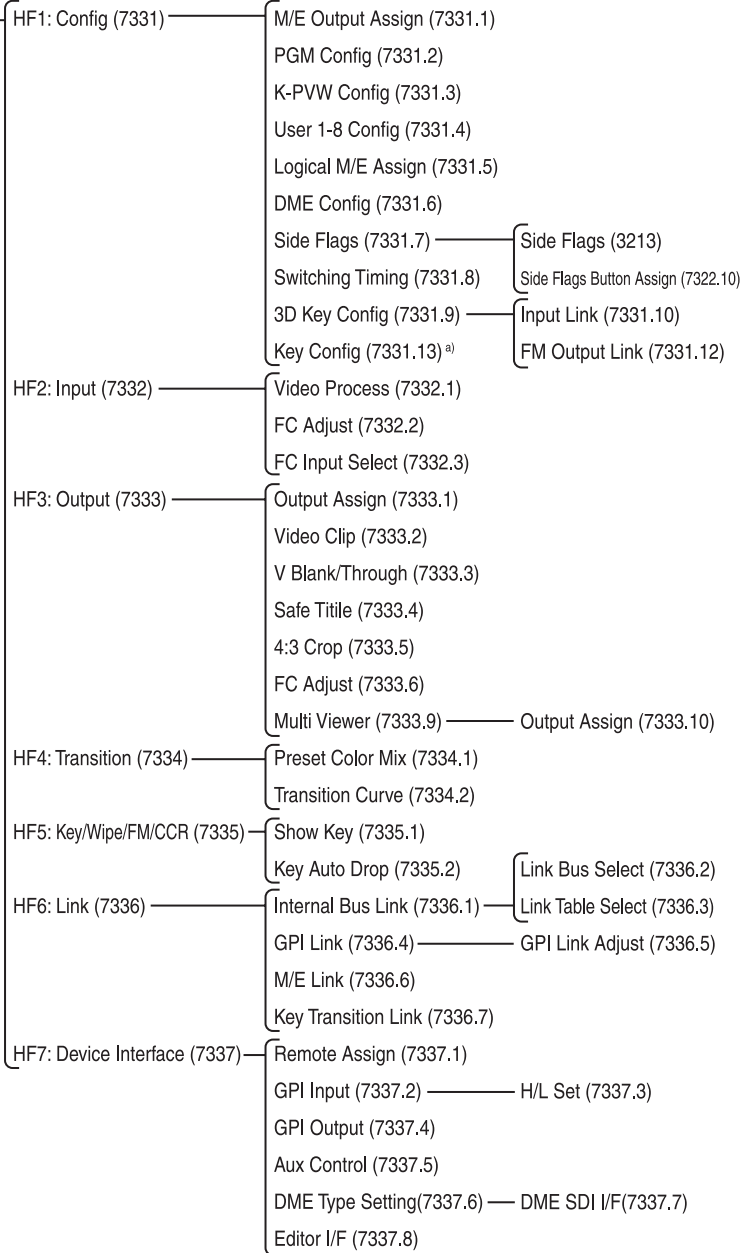 HF1: Config (7331) M/E Output Assign (7331.1)
PGM Config (7331.2)
K-PVW Config (7331.3)
User 1-8 Config (7331.4)
Logical M/E Assign (7331.5)
DME Config (7331.6)
Side Flags (7331.7) Side Flags (3213)
Switching Timing (7331.8) Side Flags Button Assign (7322.10)
3D Key Config (7331.9) Input Link (7331.10)
Key Config (7331.13) a) FM Output Link (7331.12)
HF2: Input (7332) Video Process (7332.1)
FC Adjust (7332.2)
FC Input Select (7332.3)
HF3: Output (7333) Output Assign (7333.1)
Video Clip (7333.2)
V Blank/Through (7333.3)
Safe Titile (7333.4)
4:3 Crop (7333.5)
FC Adjust (7333.6)
Multi Viewer (7333.9) Output Assign (7333.10)
HF4: Transition (7334) Preset Color Mix (7334.1)
Transition Curve (7334.2)
HF5: Key/Wipe/FM/CCR (7335) Show Key (7335.1)
Key Auto Drop (7335.2) Link Bus Select (7336.2)
HF6: Link (7336) Internal Bus Link (7336.1) Link Table Select (7336.3)
GPI Link (7336.4) GPI Link Adjust (7336.5)
M/E Link (7336.6)
Key Transition Link (7336.7)
HF7: Device Interface (7337) Remote Assign (7337.1)
GPI Input (7337.2) H/L Set (7337.3)
GPI Output (7337.4)
Aux Control (7337.5)
DME Type Setting(7337.6) DME SDI I/F(7337.7)
Editor I/F (7337.8)